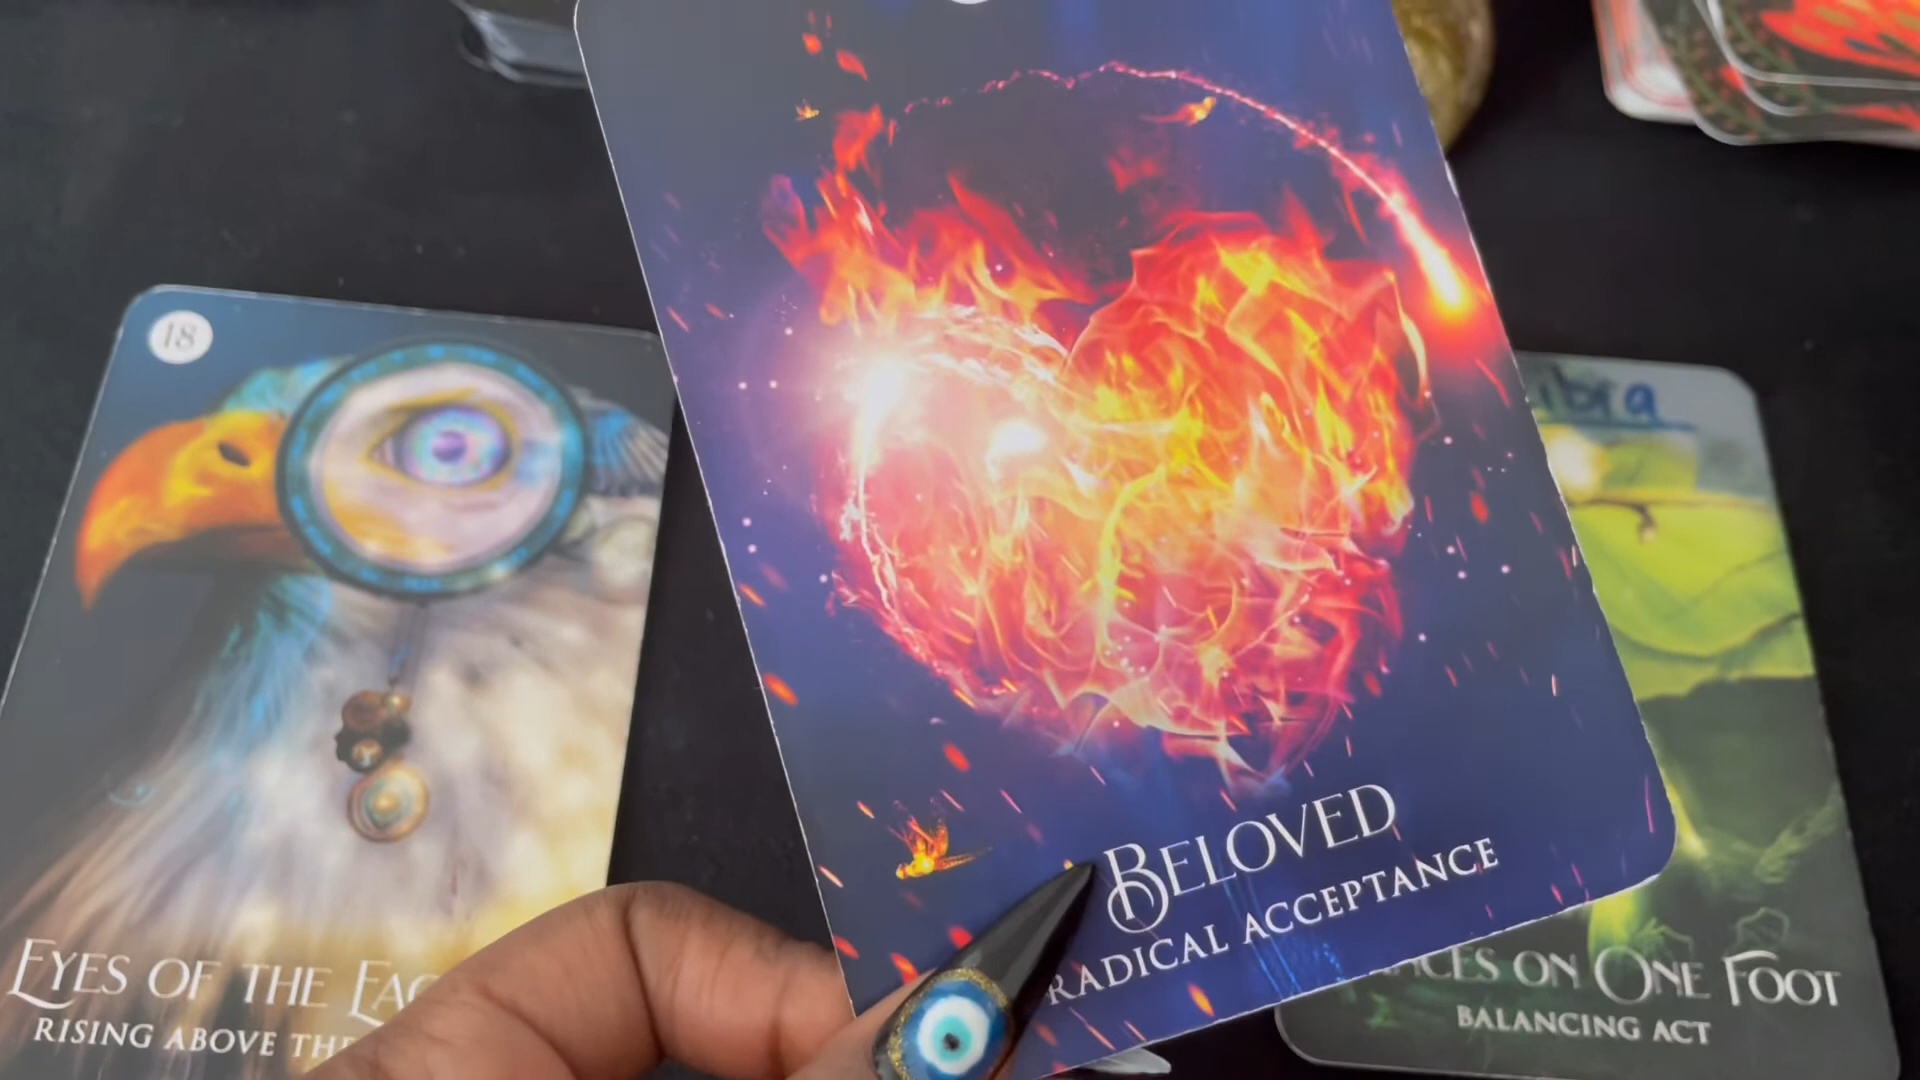 18
EYES OF THE
RISING ABOVE THE
BELOVED
RADICAL ACCEPTANCE
ON ONE FOOT
BALANCING ACT